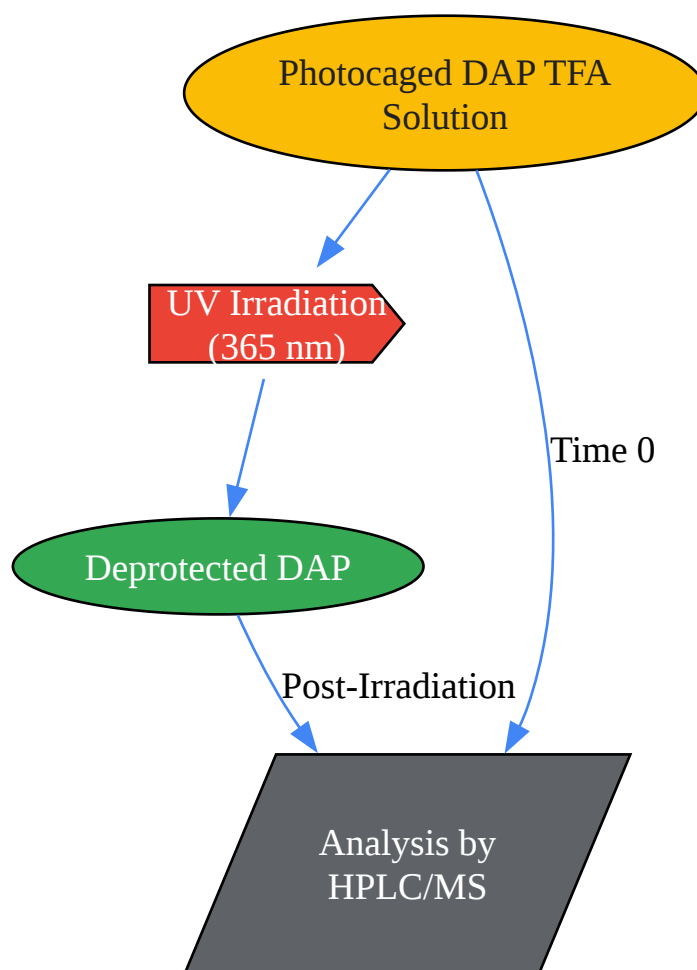 Photocaged DAP TFA
Solution
UV Irradiation
(365 nm)
Time 0
Deprotected DAP
Post-Irradiation
Analysis by
HPLC/MS